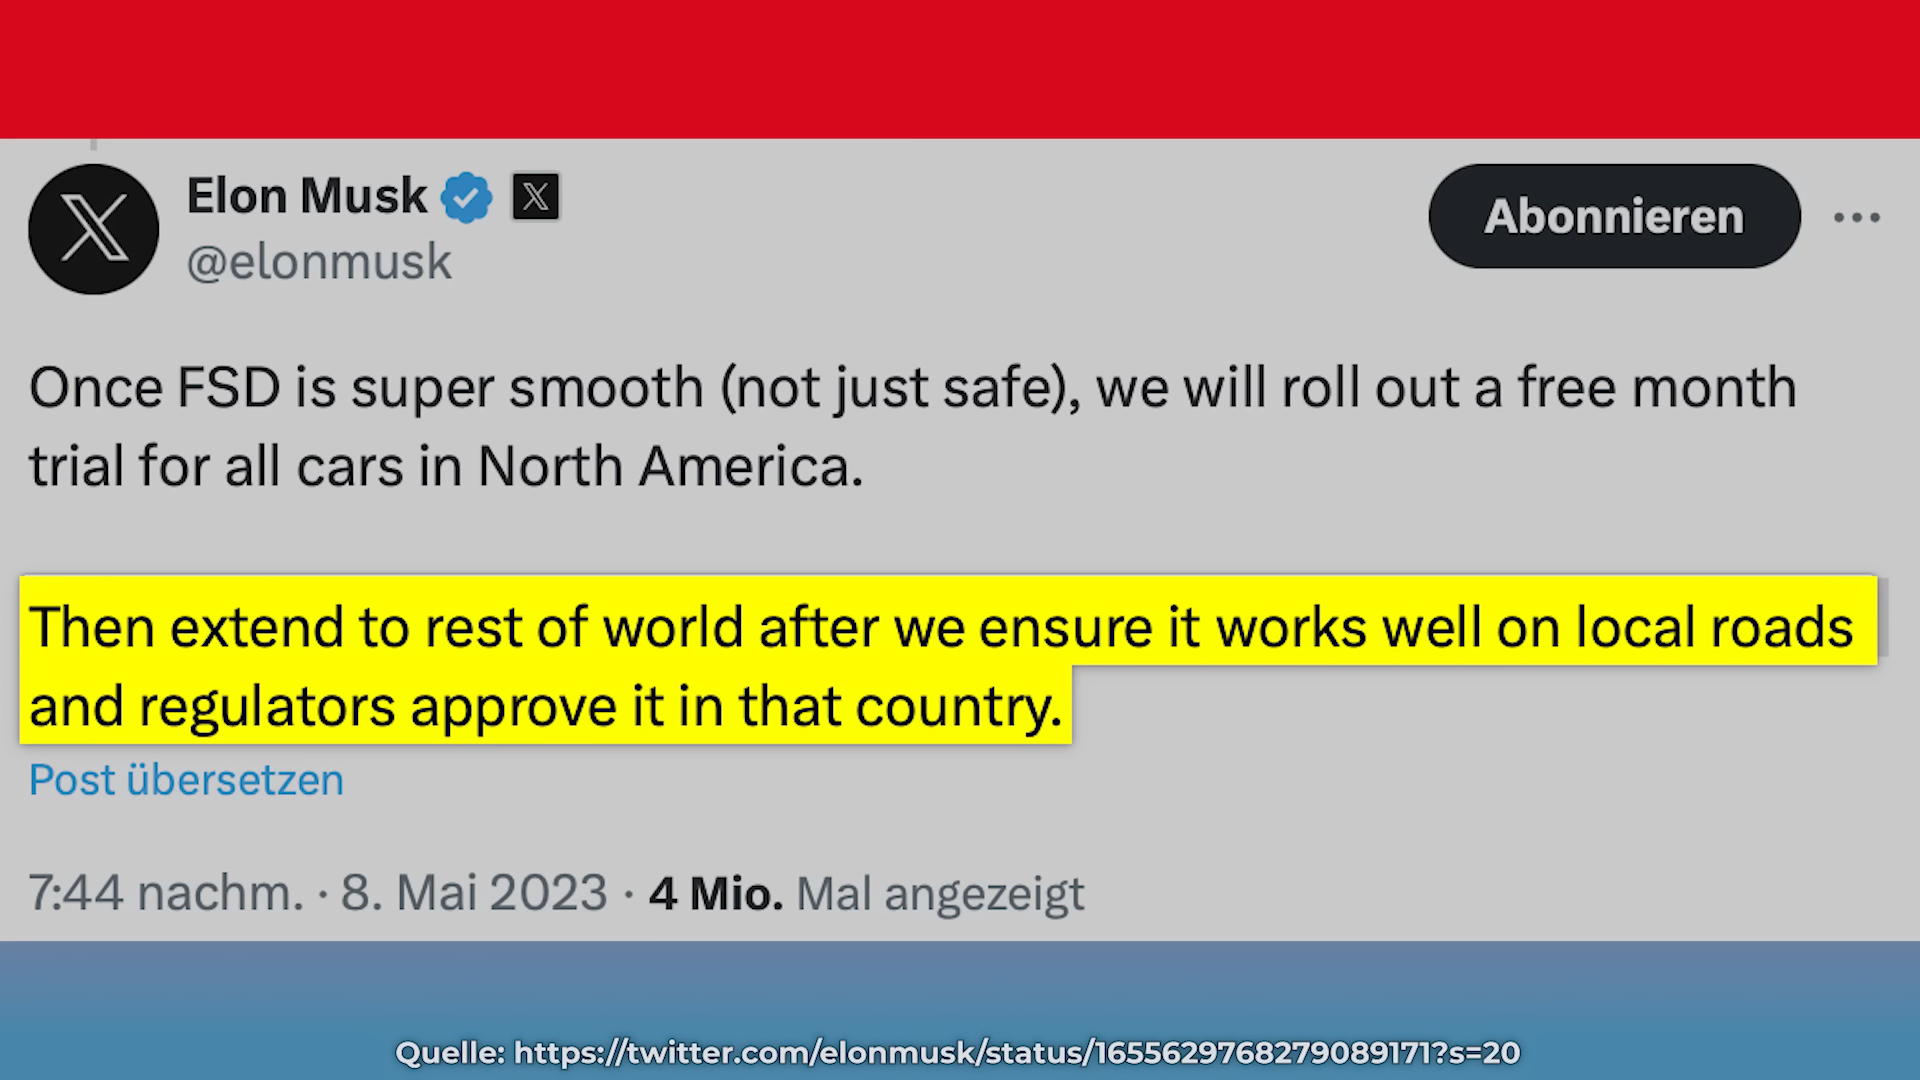 Elon Musk
@elonmusk
Abonnieren
Once FSD is super smooth (not just safe), we will roll out a free month
trial for all cars in North America.
Then extend to rest of world after we ensure it works well on local roads
and regulators approve it in that country.
Post übersetzen
7:44 nachm. · 8. Mai 2023 · 4 Mio. Mal angezeigt
Quelle: https://twitter.com/elonmusk/status/1655629768279089171?s=20